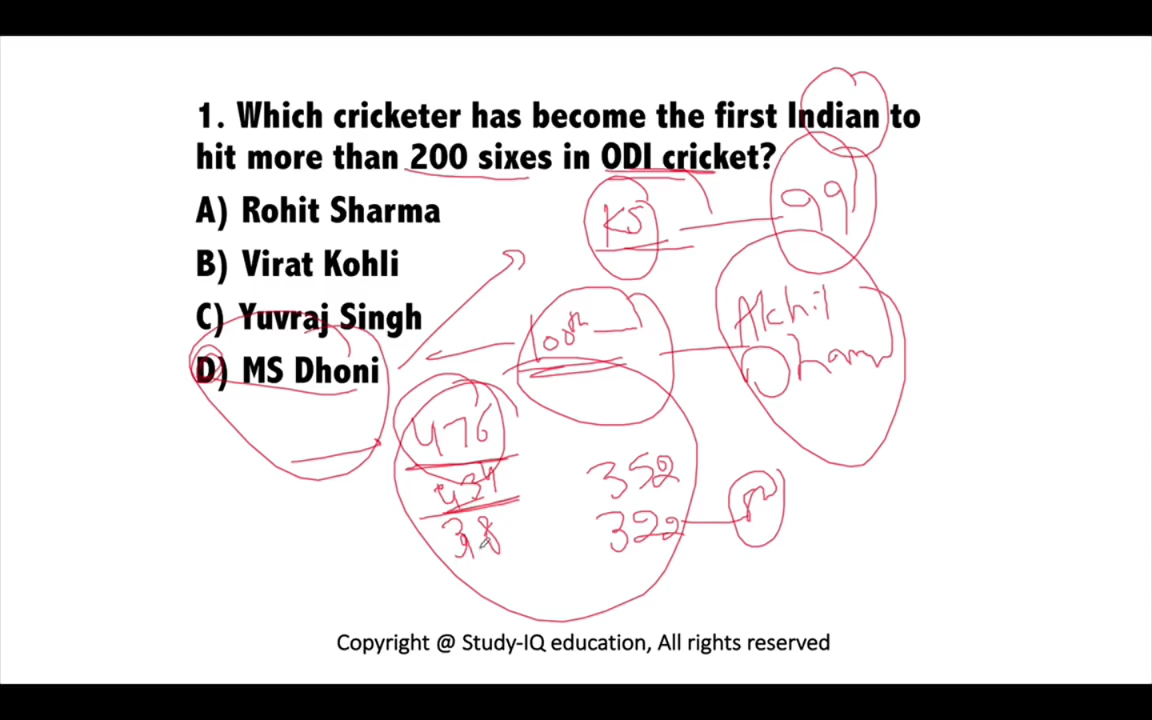 1. Which cricketer has become the first Indian to
hit more than 200 sixes in ODI cricket?
A) Rohit Sharma
KS
99
B) Virat Kohli
C) Yuvraj Singh
100th
Akhil
D) MS Dhoni
476
434
398
352
322
Copyright @ Study-IQ education, All rights reserved